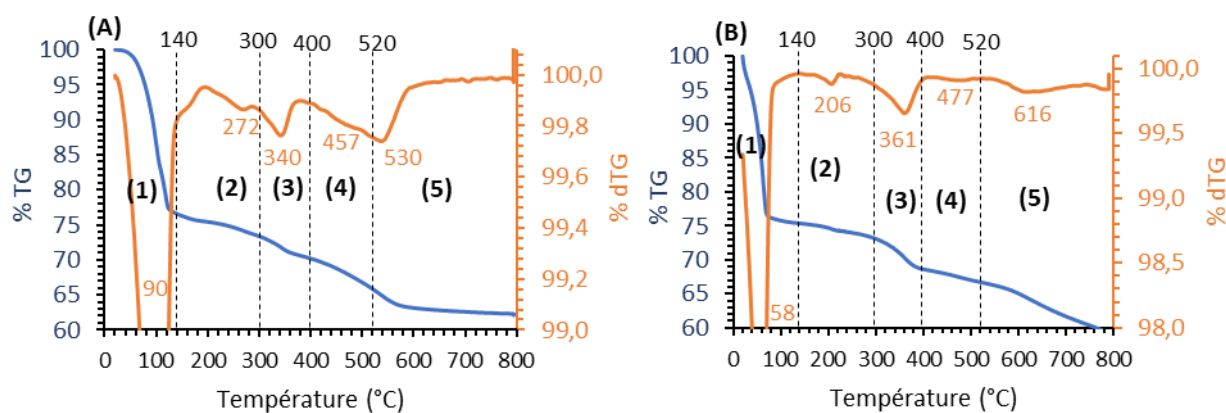 (A)
140 300 400 520
100
95
90
85
80
75
70
65
60
% TG
100,0
99,8
99,6
99,4
99,2
99,0
% dTG
272
340
457
530
90
(1) (2) (3) (4) (5)
0 100 200 300 400 500 600 700 800
Température (°C)
(B)
140 300 400 520
100
95
90
85
80
75
70
65
60
% TG
100,0
99,5
99,0
98,5
98,0
% dTG
206
361
477
616
58
(1)
(2)
(3) (4) (5)
0 100 200 300 400 500 600 700 800
Température (°C)